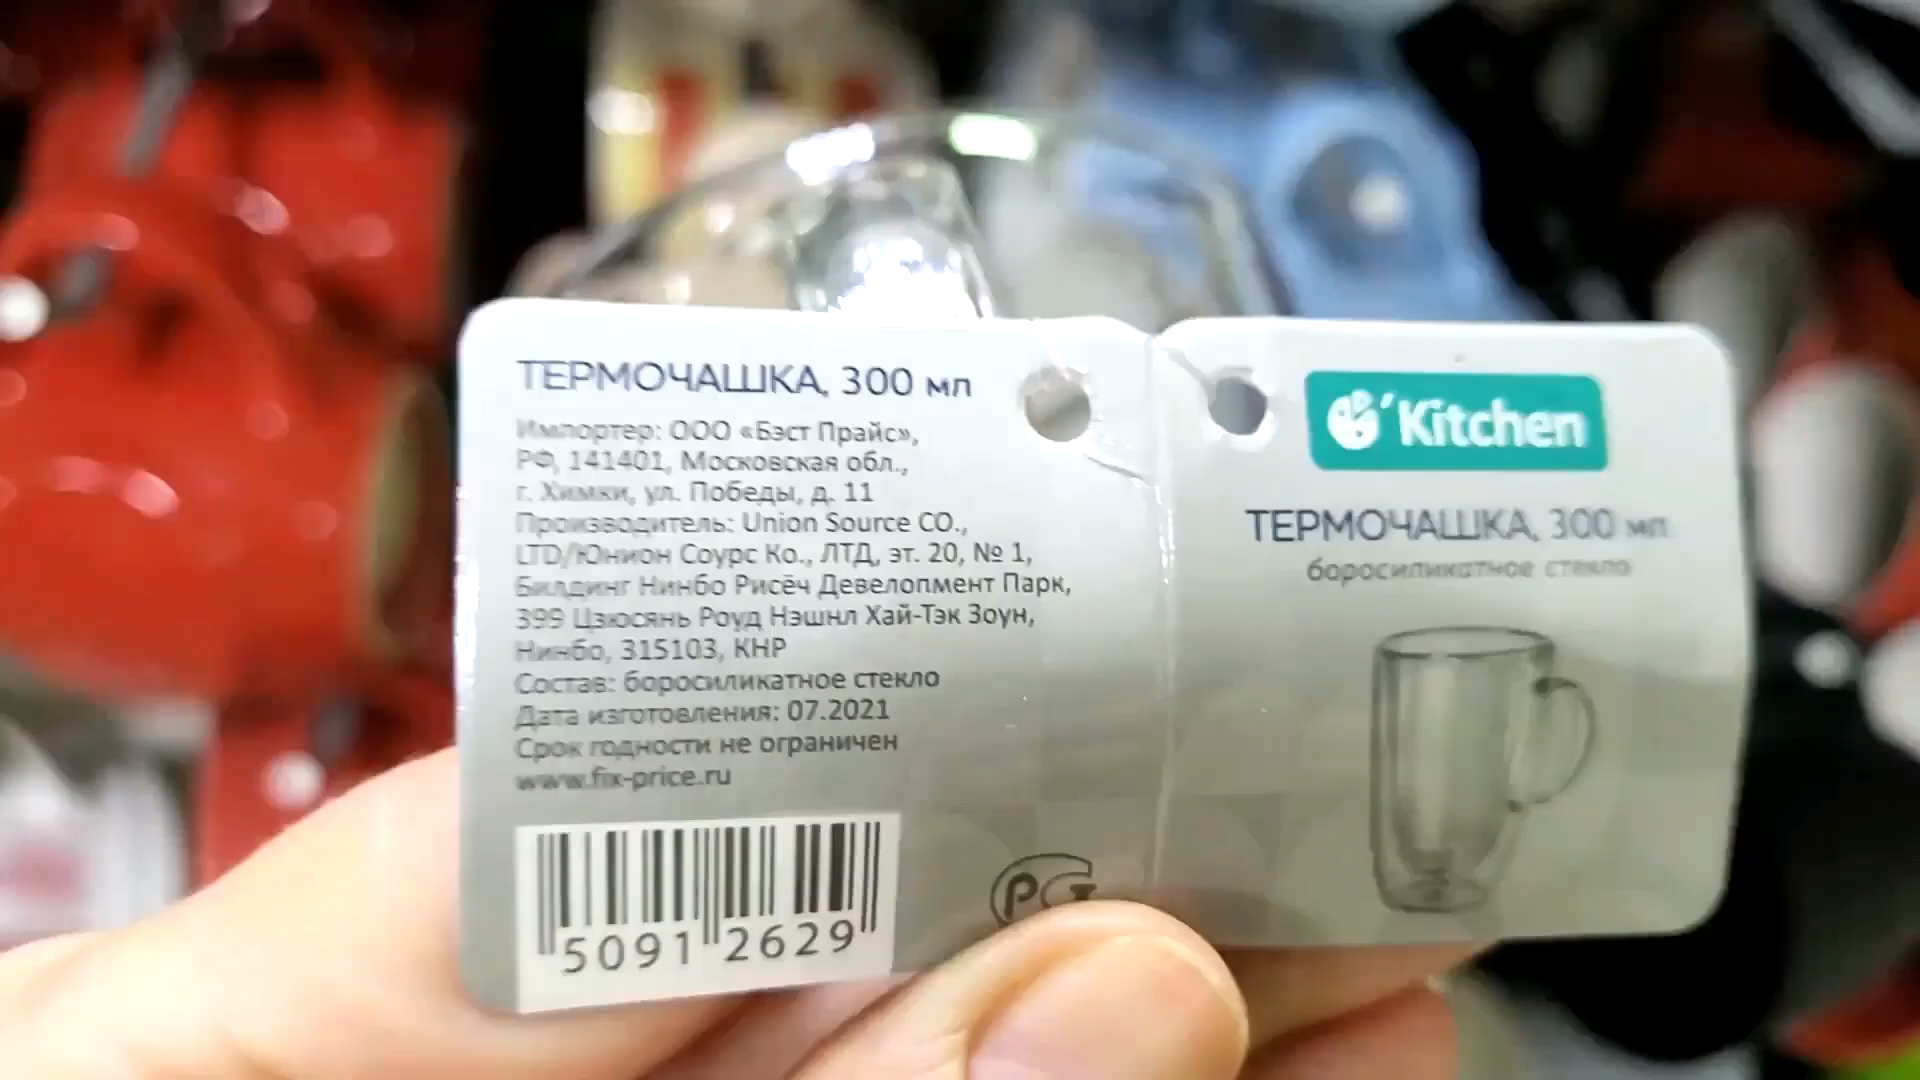 ТЕРМОЧАШКА, 300 мл
Импортер: ООО «Бэст Прайс»,
РФ, 141401, Московская обл.,
г. Химки, ул. Победы, д. 11
Производитель: Union Source CO.,
LTD/Юнион Соурс Ко., ЛТД, эт. 20, № 1,
Билдинг Нинбо Рисёч Девелопмент Парк,
399 Цзюсянь Роуд Нэшнл Хай-Тэк Зоун,
Нинбо, 315103, КНР
Состав: боросиликатное стекло
Дата изготовления: 07.2021
Срок годности не ограничен
www.fix-price.ru
5091 2629
РСТ
Kitchen
ТЕРМОЧАШКА, 300 мл
боросиликатное стекло